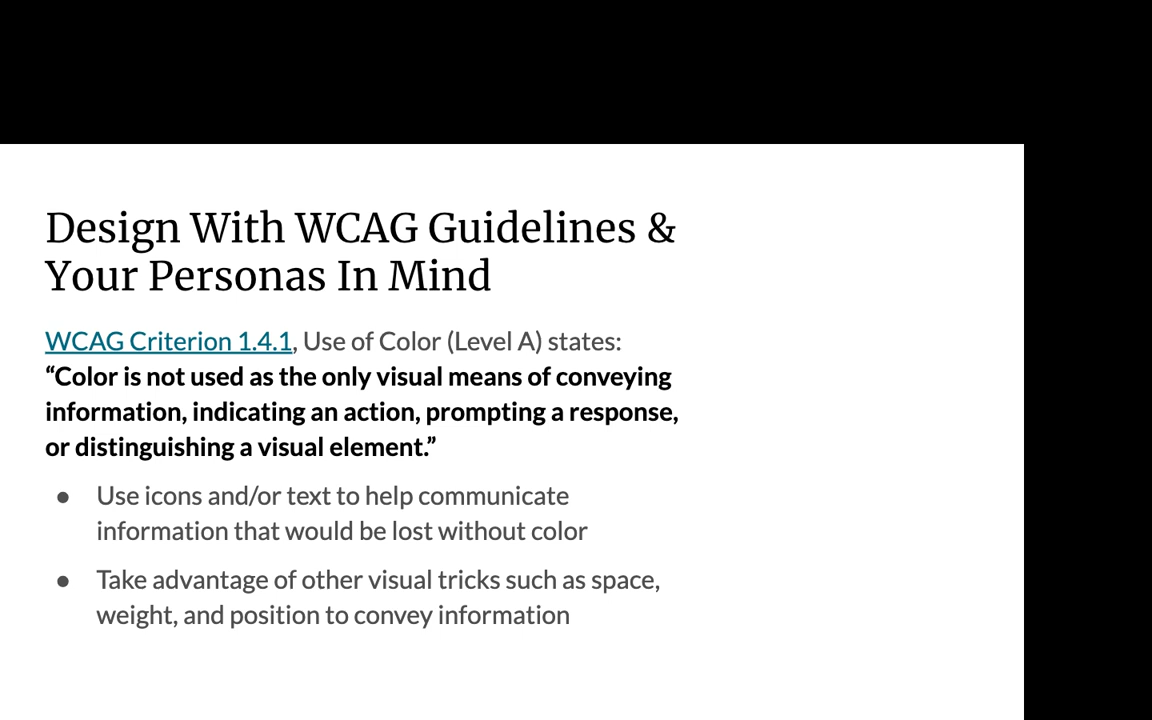 Design With WCAG Guidelines &
Your Personas In Mind
WCAG Criterion 1.4.1, Use of Color (Level A) states:
“Color is not used as the only visual means of conveying
information, indicating an action, prompting a response,
or distinguishing a visual element.”
● Use icons and/or text to help communicate
information that would be lost without color
● Take advantage of other visual tricks such as space,
weight, and position to convey information